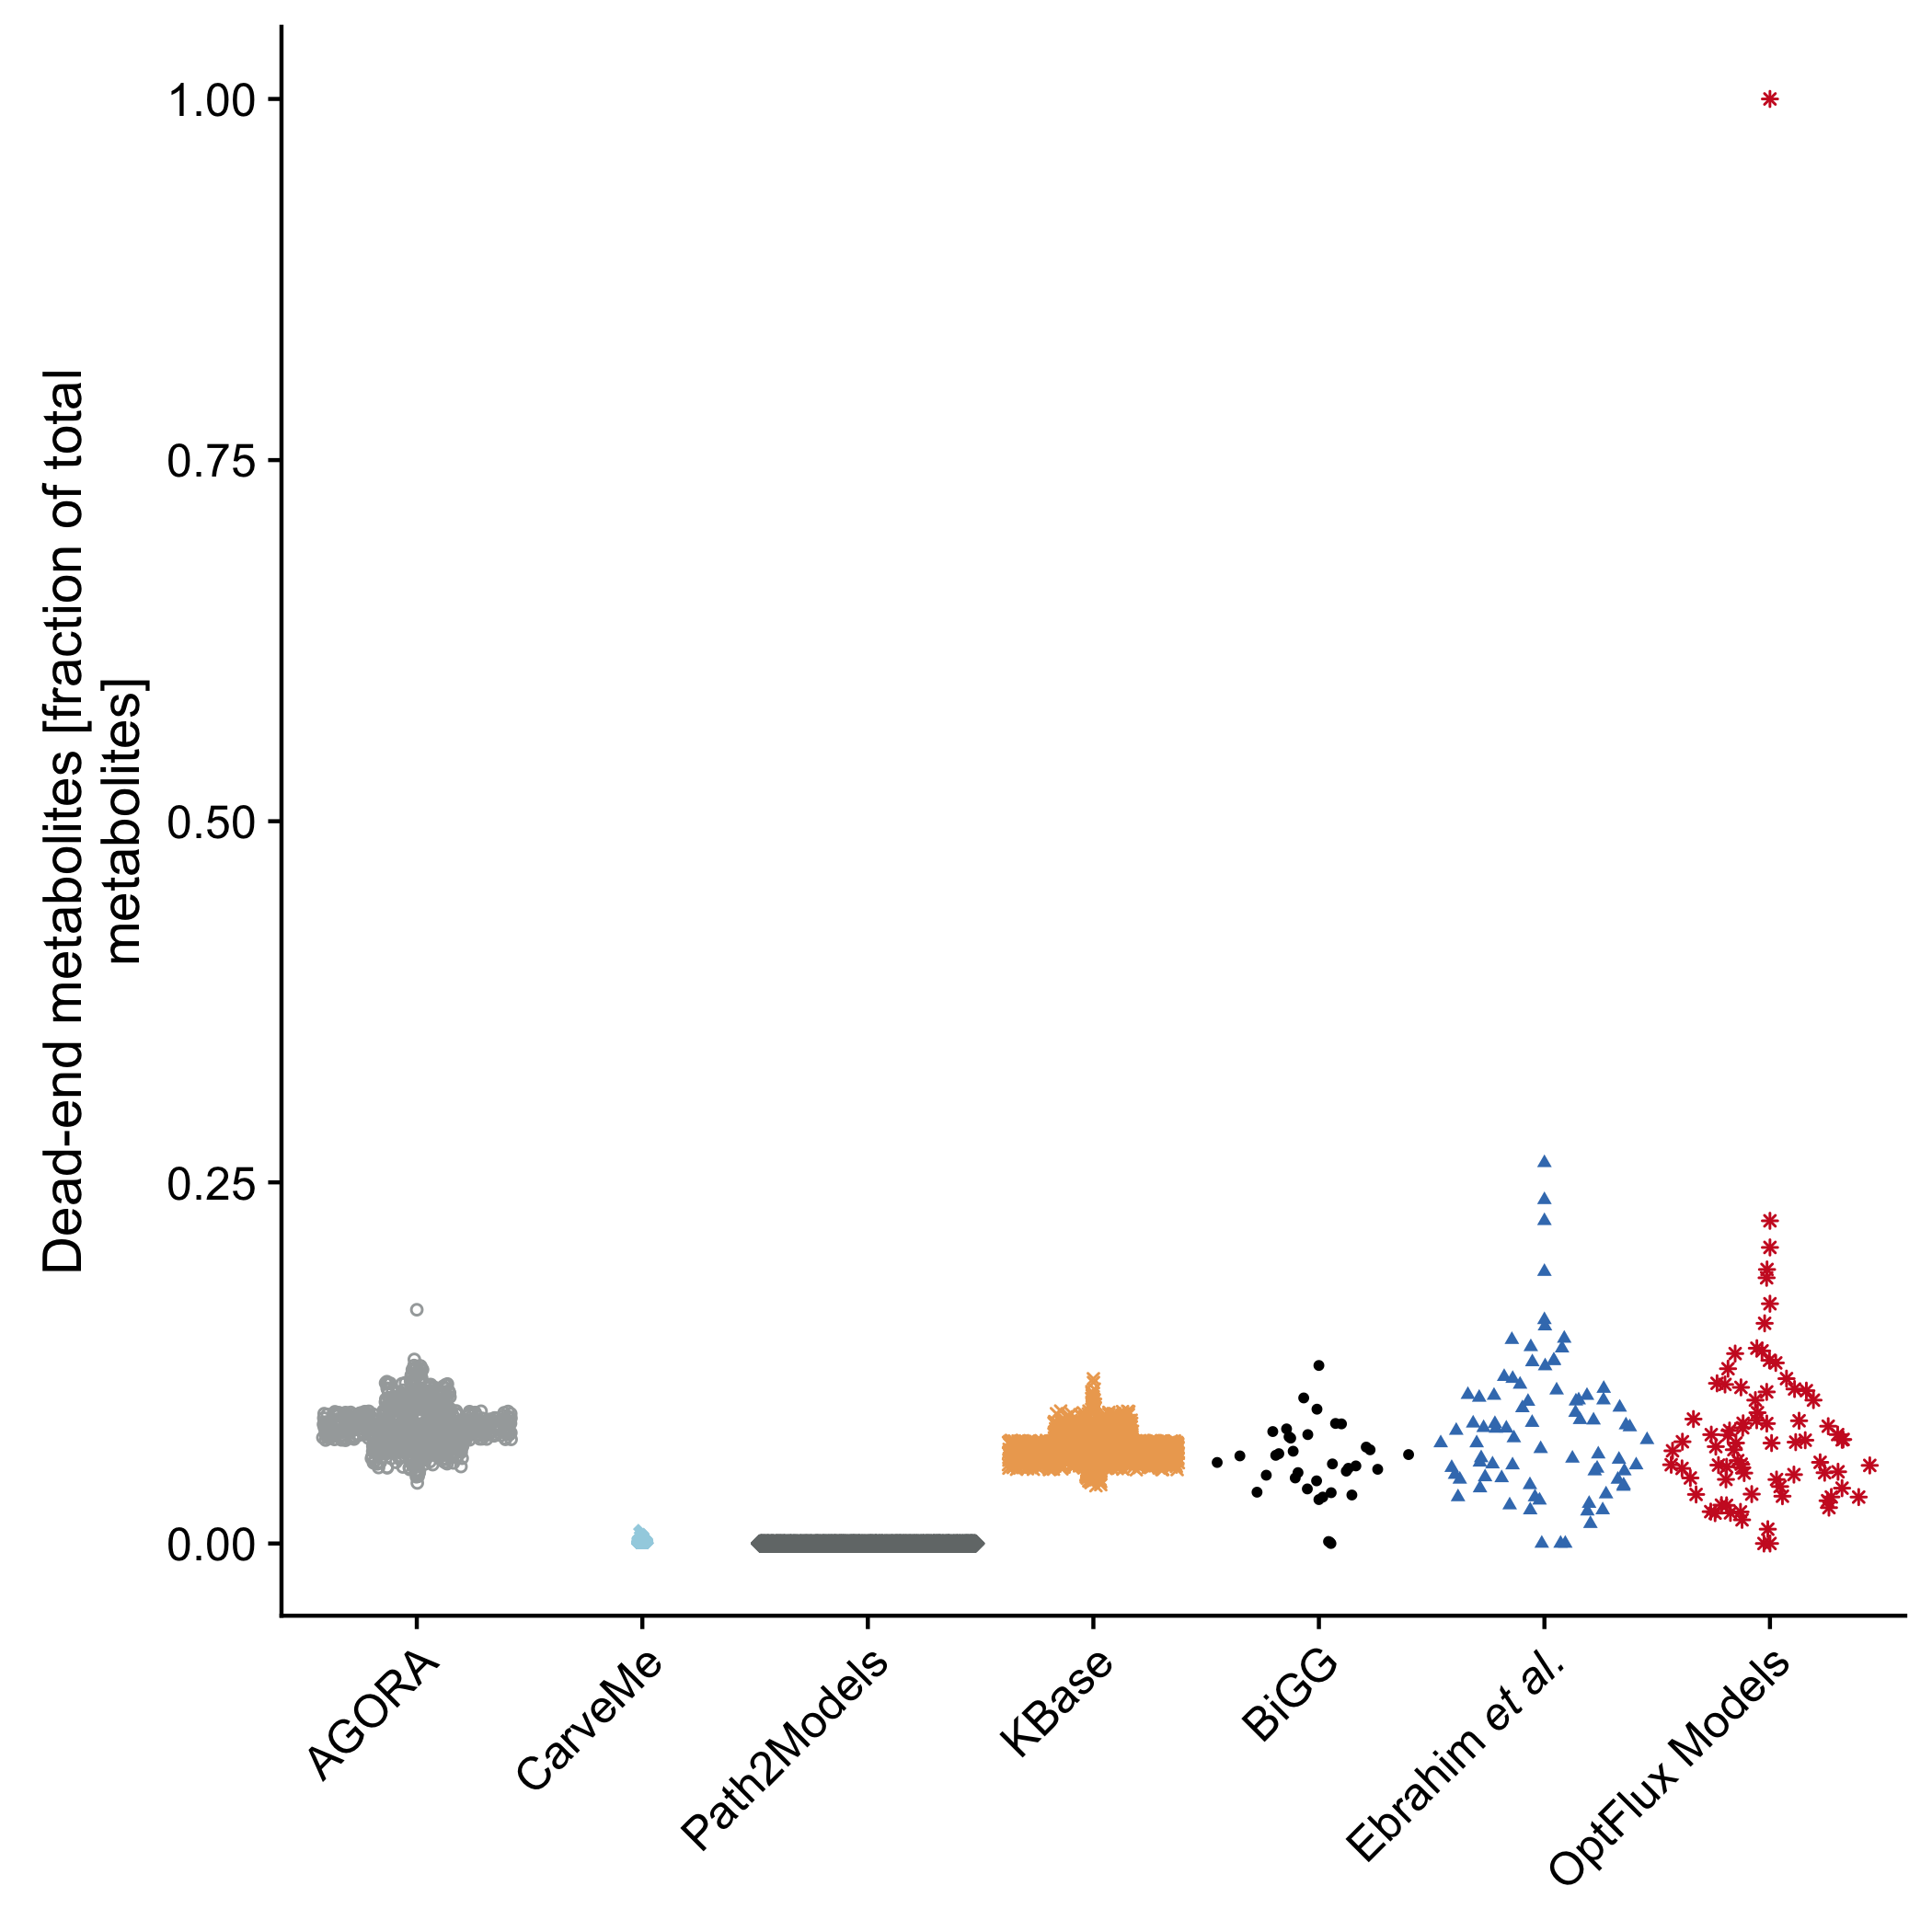 Dead-end metabolites [fraction of total
metabolites]
1.00
0.75
0.50
0.25
0.00
AGORA
CarveMe
Path2Models
KBase
BiGG
Ebrahim et al.
OptFlux Models